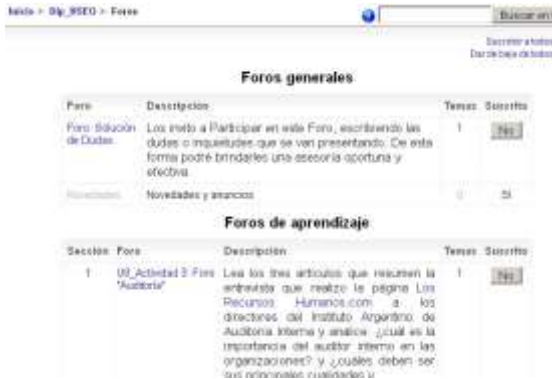 Inicio > Dip_HSEQ > Foros
Buscar en
Suscribir a todos
Dar de baja de todos
Foros generales
Foro Descripción Temas Suscrito
Foro Solución de Dudas Los invito a Participar en este Foro, escribiendo las
dudas o inquietudes que se van presentando. De esta
forma podré brindarles una asesoría oportuna y
efectiva.
1 No
Novedades Novedades y anuncios 0 Sí
Foros de aprendizaje
Sección Foro Descripción Temas Suscrito
1 U3_Actividad 3: Foro "Auditoría" Lea los tres artículos que resumen la
entrevista que realizo la página Los
Recursos Humanos.com a los
directores del Instituto Argentino de
Auditoría Interna y analice: ¿cuál es la
importancia del auditor interno en las
organizaciones? y ¿cuáles deben ser
sus principales cualidades y
1 No